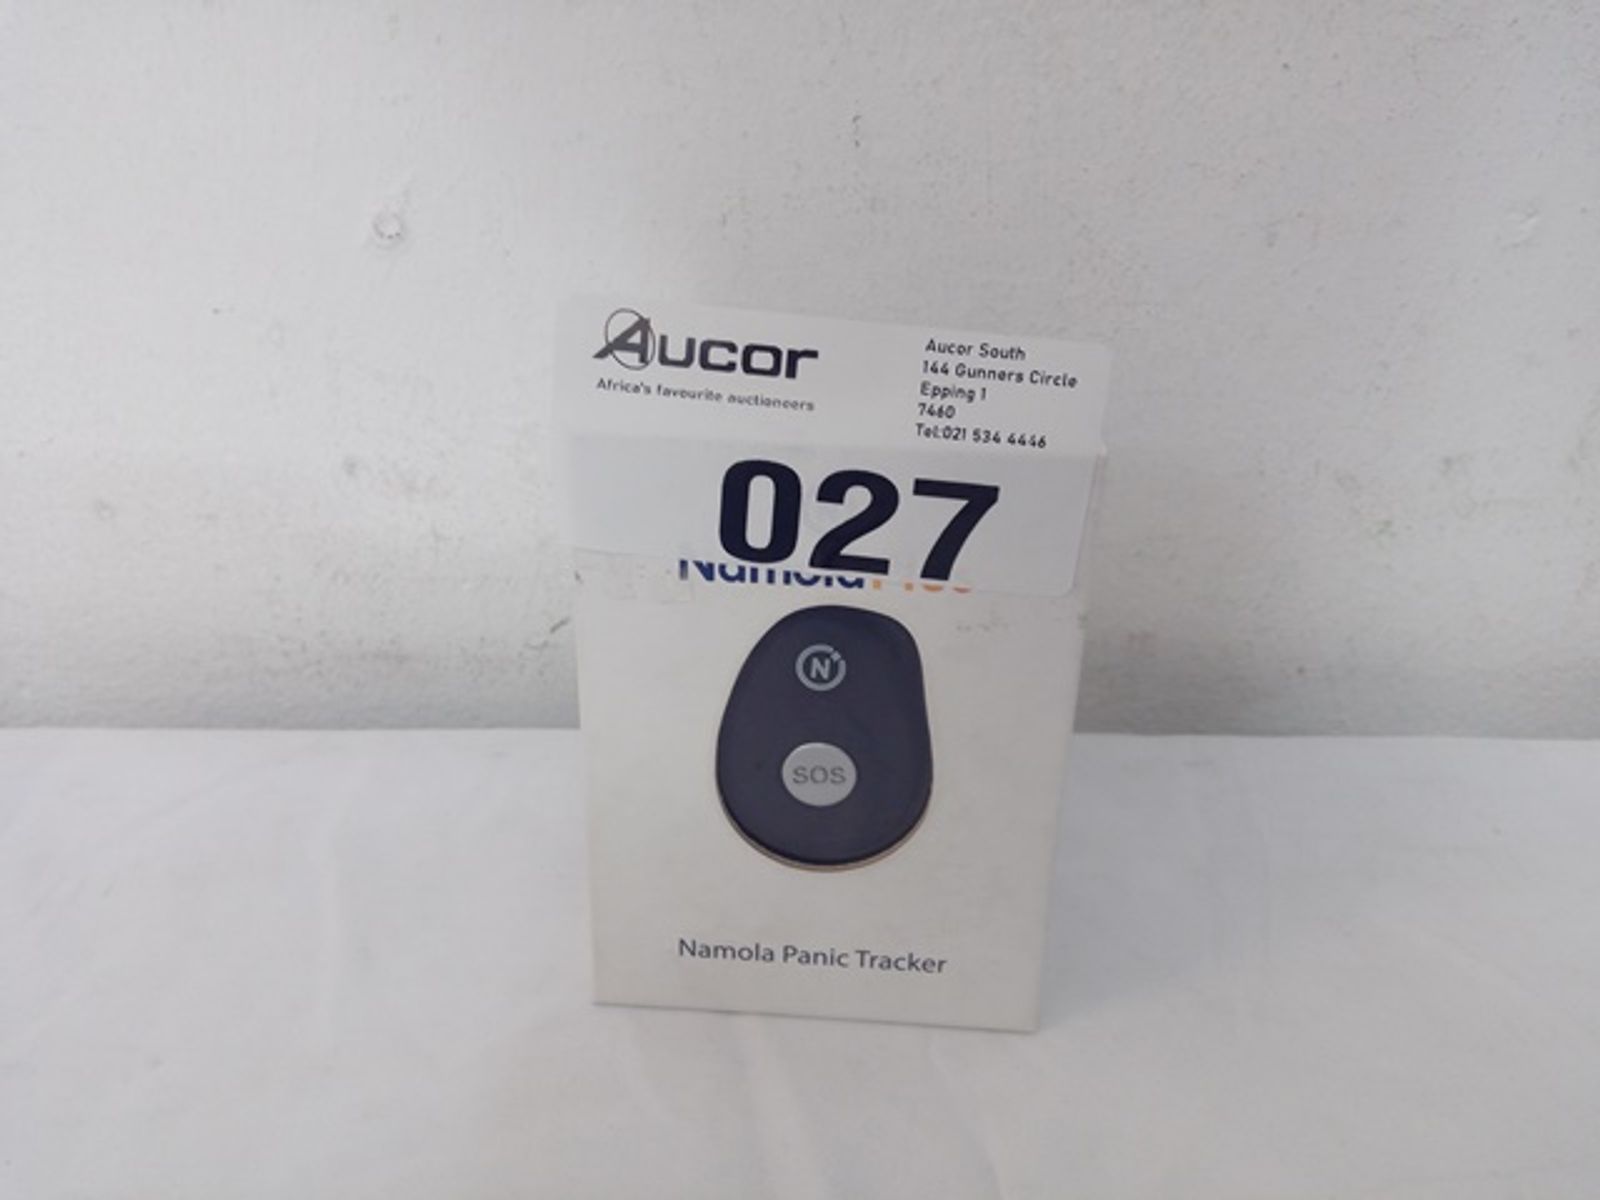 Aucor
Africa's favourite auctioneers
Aucor South
144 Gunners Circle
Epping 1
7460
Tel:021 534 4446
027
Namola
N
SOS
Namola Panic Tracker